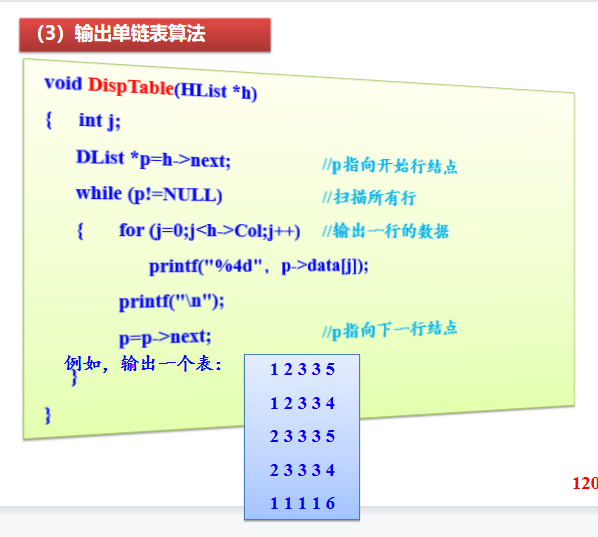 （3）输出单链表算法
void DispTable(HList *h)
{ int j;
DList *p=h->next; //p指向开始行结点
while (p!=NULL) //扫描所有行
{ for (j=0;j<h->Col;j++) //输出一行的数据
printf("%4d", p->data[j]);
printf("\n");
p=p->next; //p指向下一行结点
例如，输出一个表：
}
}
1 2 3 3 5
1 2 3 3 4
2 3 3 3 5
2 3 3 3 4
1 1 1 1 6
120